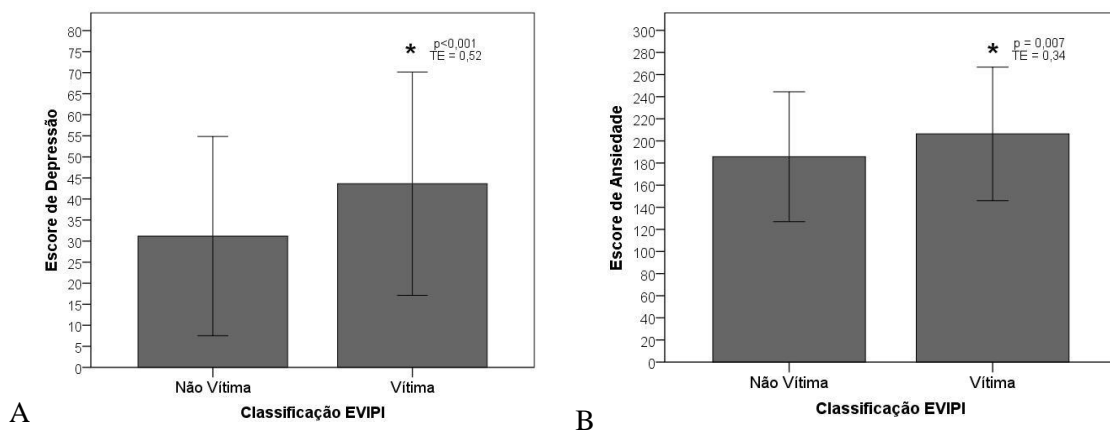 80
75
70
65
60
55
50
45
40
35
30
25
20
15
10
5
0
Escore de Depressão
*
p<0,001
TE = 0,52
Não Vítima
Vítima
Classificação EVIPI
A
300
280
260
240
220
200
180
160
140
120
100
80
60
40
20
0
Escore de Ansiedade
*
p = 0,007
TE = 0,34
Não Vítima
Vítima
Classificação EVIPI
B